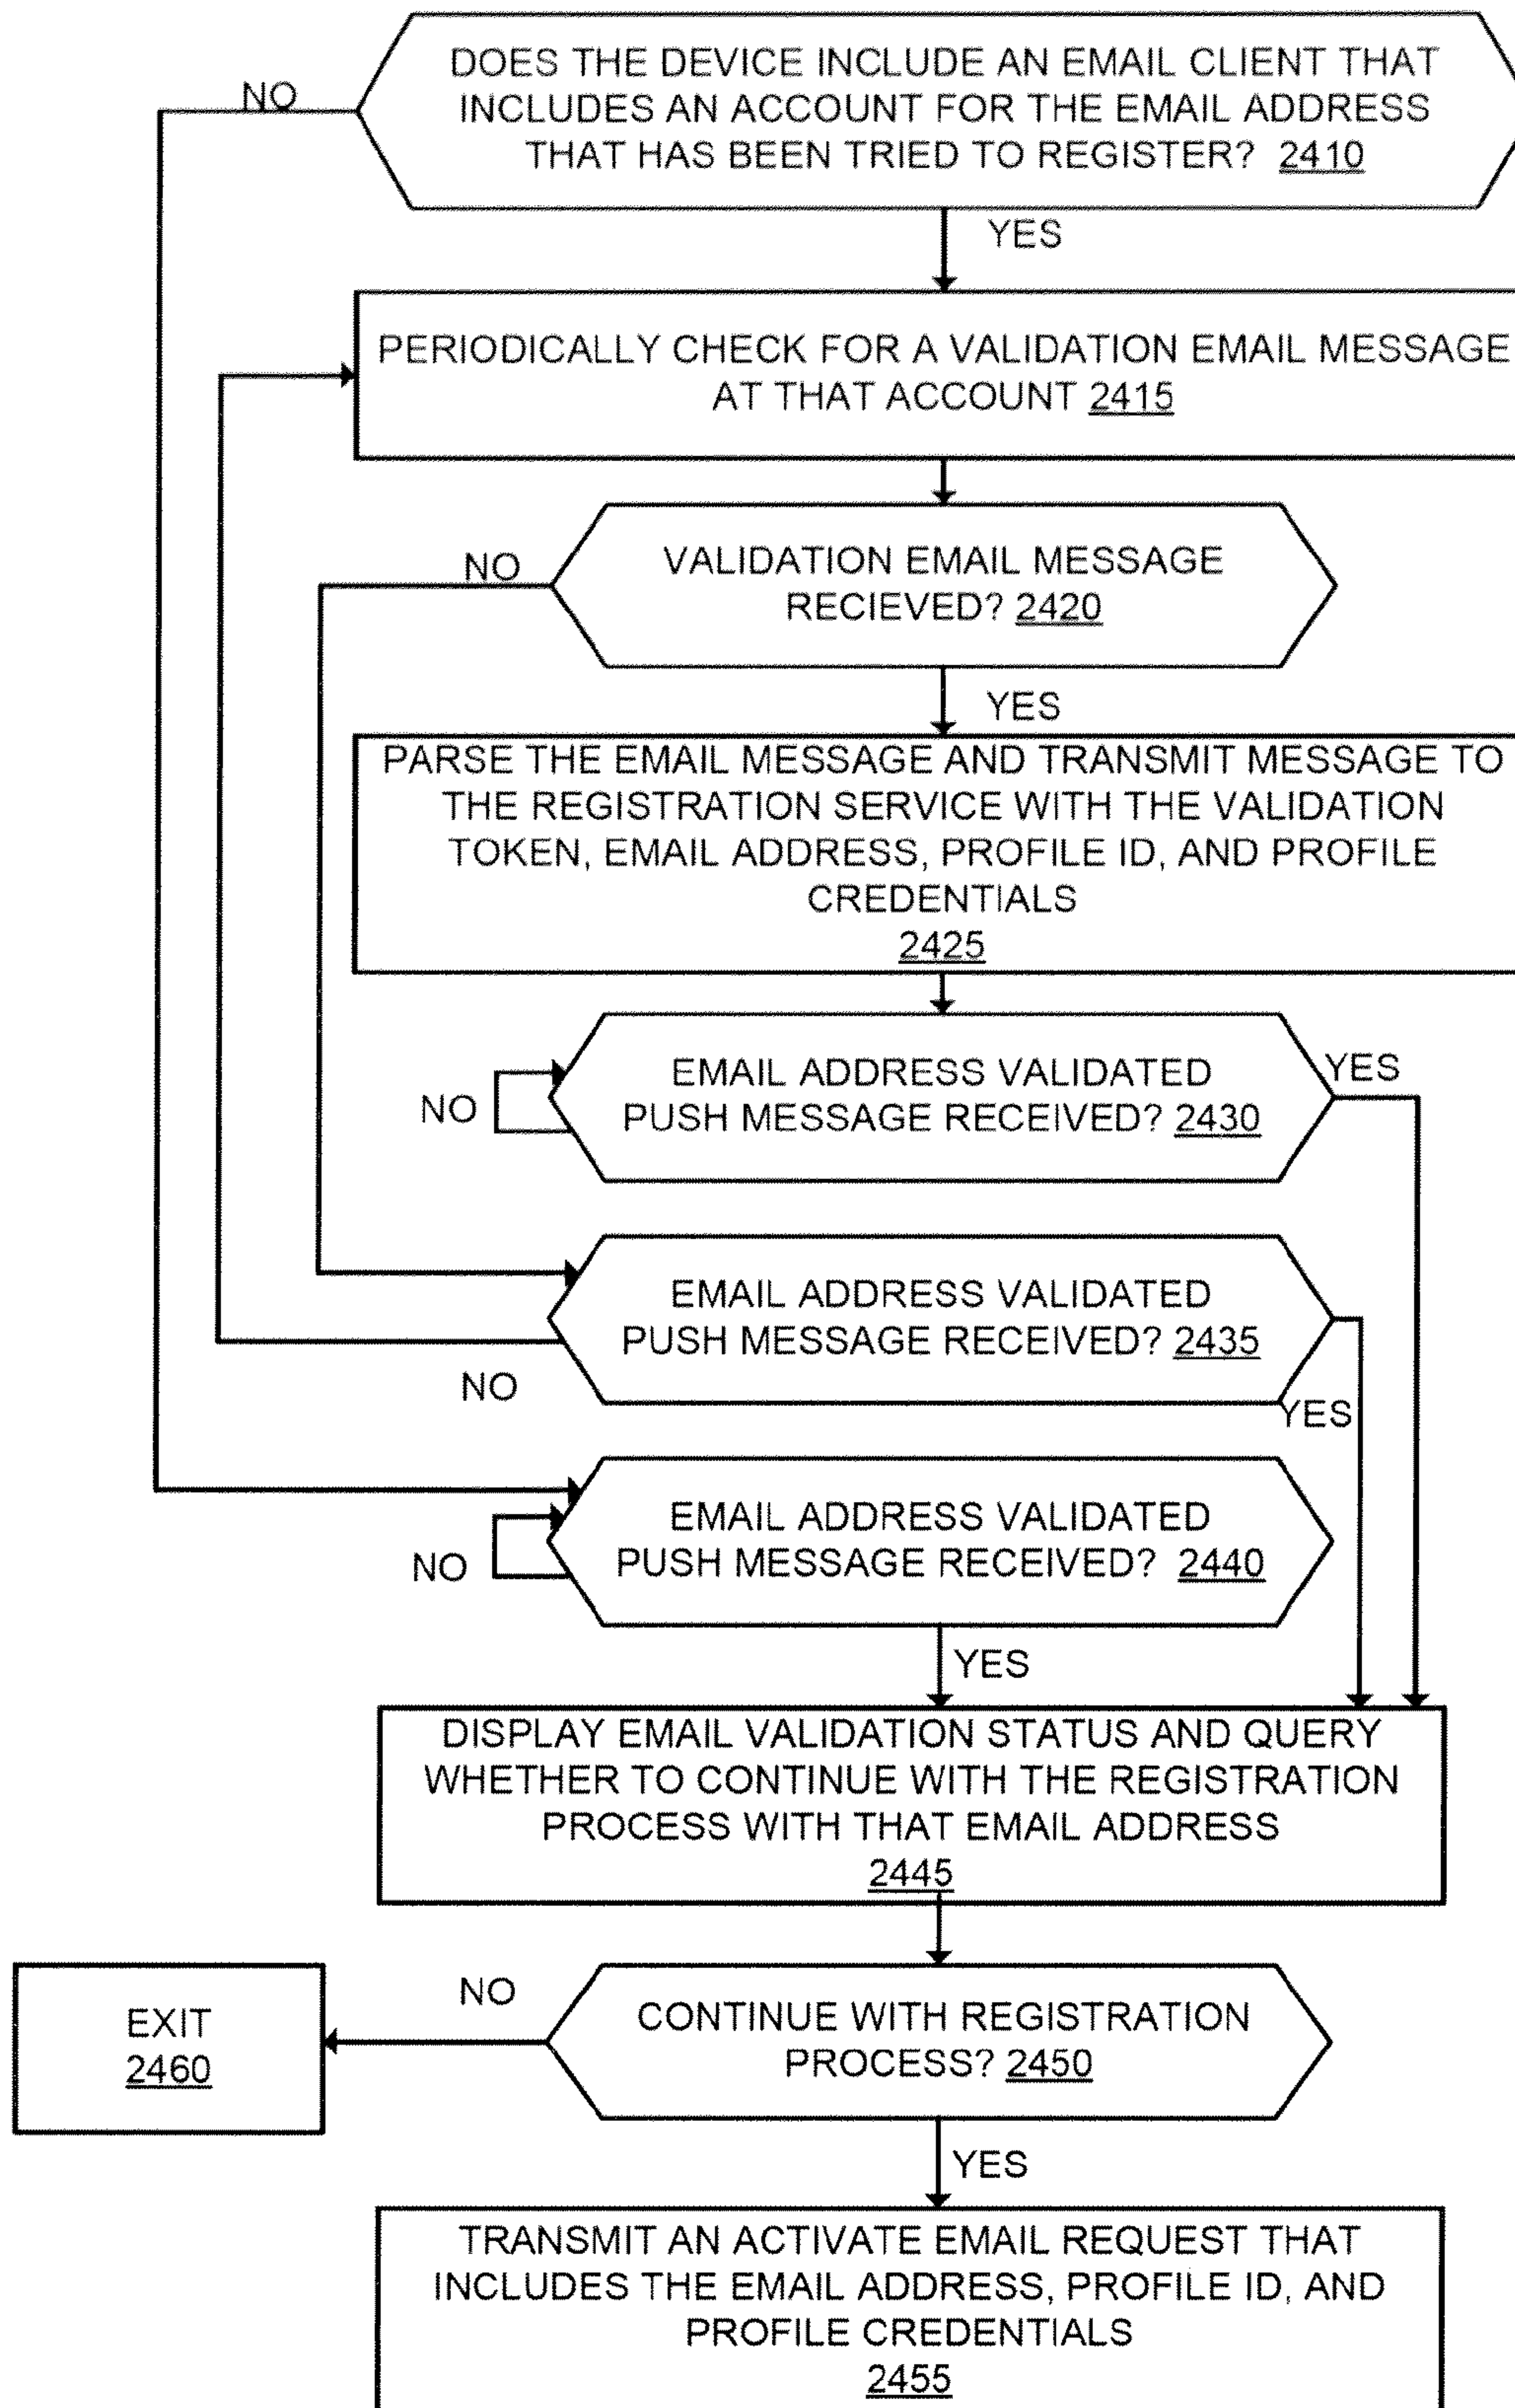 DOES THE DEVICE INCLUDE AN EMAIL CLIENT THAT
INCLUDES AN ACCOUNT FOR THE EMAIL ADDRESS
THAT HAS BEEN TRIED TO REGISTER? 2410
NO
YES
PERIODICALLY CHECK FOR A VALIDATION EMAIL MESSAGE
AT THAT ACCOUNT 2415
NO
VALIDATION EMAIL MESSAGE
RECIEVED? 2420
YES
PARSE THE EMAIL MESSAGE AND TRANSMIT MESSAGE TO
THE REGISTRATION SERVICE WITH THE VALIDATION
TOKEN, EMAIL ADDRESS, PROFILE ID, AND PROFILE
CREDENTIALS
2425
EMAIL ADDRESS VALIDATED
PUSH MESSAGE RECEIVED? 2430
YES
NO
EMAIL ADDRESS VALIDATED
PUSH MESSAGE RECEIVED? 2435
NO
YES
EMAIL ADDRESS VALIDATED
PUSH MESSAGE RECEIVED? 2440
NO
YES
DISPLAY EMAIL VALIDATION STATUS AND QUERY
WHETHER TO CONTINUE WITH THE REGISTRATION
PROCESS WITH THAT EMAIL ADDRESS
2445
NO
CONTINUE WITH REGISTRATION
PROCESS? 2450
EXIT
2460
YES
TRANSMIT AN ACTIVATE EMAIL REQUEST THAT
INCLUDES THE EMAIL ADDRESS, PROFILE ID, AND
PROFILE CREDENTIALS
2455